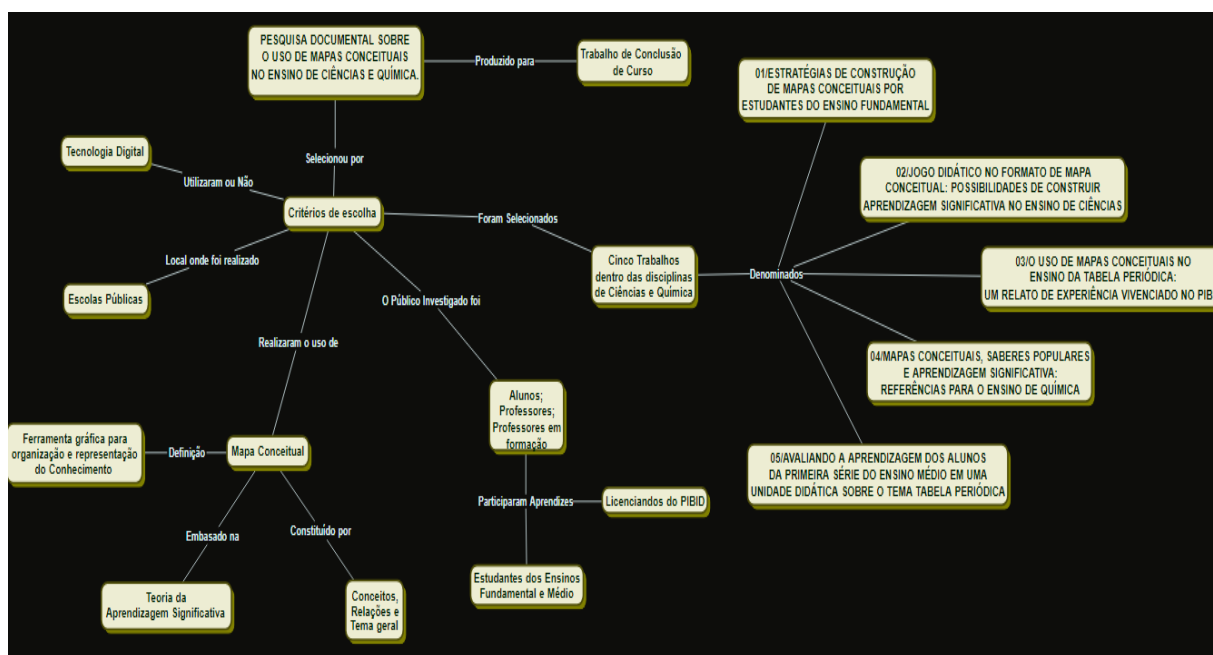 PESQUISA DOCUMENTAL SOBRE
O USO DE MAPAS CONCEITUAIS
NO ENSINO DE CIÊNCIAS E QUÍMICA.
Produzido para
Trabalho de Conclusão
de Curso
Selecionou por
Tecnologia Digital
Utilizaram ou Não
Critérios de escolha
Local onde foi realizado
Escolas Públicas
Foram Selecionados
Cinco Trabalhos
dentro das disciplinas
de Ciências e Química
Denominados
01/ESTRATÉGIAS DE CONSTRUÇÃO
DE MAPAS CONCEITUAIS POR
ESTUDANTES DO ENSINO FUNDAMENTAL
02/JOGO DIDÁTICO NO FORMATO DE MAPA
CONCEITUAL: POSSIBILIDADES DE CONSTRUIR
APRENDIZAGEM SIGNIFICATIVA NO ENSINO DE CIÊNCIAS
03/O USO DE MAPAS CONCEITUAIS NO
ENSINO DA TABELA PERIÓDICA:
UM RELATO DE EXPERIÊNCIA VIVENCIADO NO PIB
04/MAPAS CONCEITUAIS, SABERES POPULARES
E APRENDIZAGEM SIGNIFICATIVA:
REFERÊNCIAS PARA O ENSINO DE QUÍMICA
05/AVALIANDO A APRENDIZAGEM DOS ALUNOS
DA PRIMEIRA SÉRIE DO ENSINO MÉDIO EM UMA
UNIDADE DIDÁTICA SOBRE O TEMA TABELA PERIÓDICA
O Público Investigado foi
Alunos;
Professores;
Professores em
formação
Participaram Aprendizes
Licenciandos do PIBID
Estudantes dos Ensinos
Fundamental e Médio
Realizaram o uso de
Mapa Conceitual
Definição
Ferramenta gráfica para
organização e representação
do Conhecimento
Embasado na
Teoria da
Aprendizagem Significativa
Constituído por
Conceitos,
Relações e
Tema geral